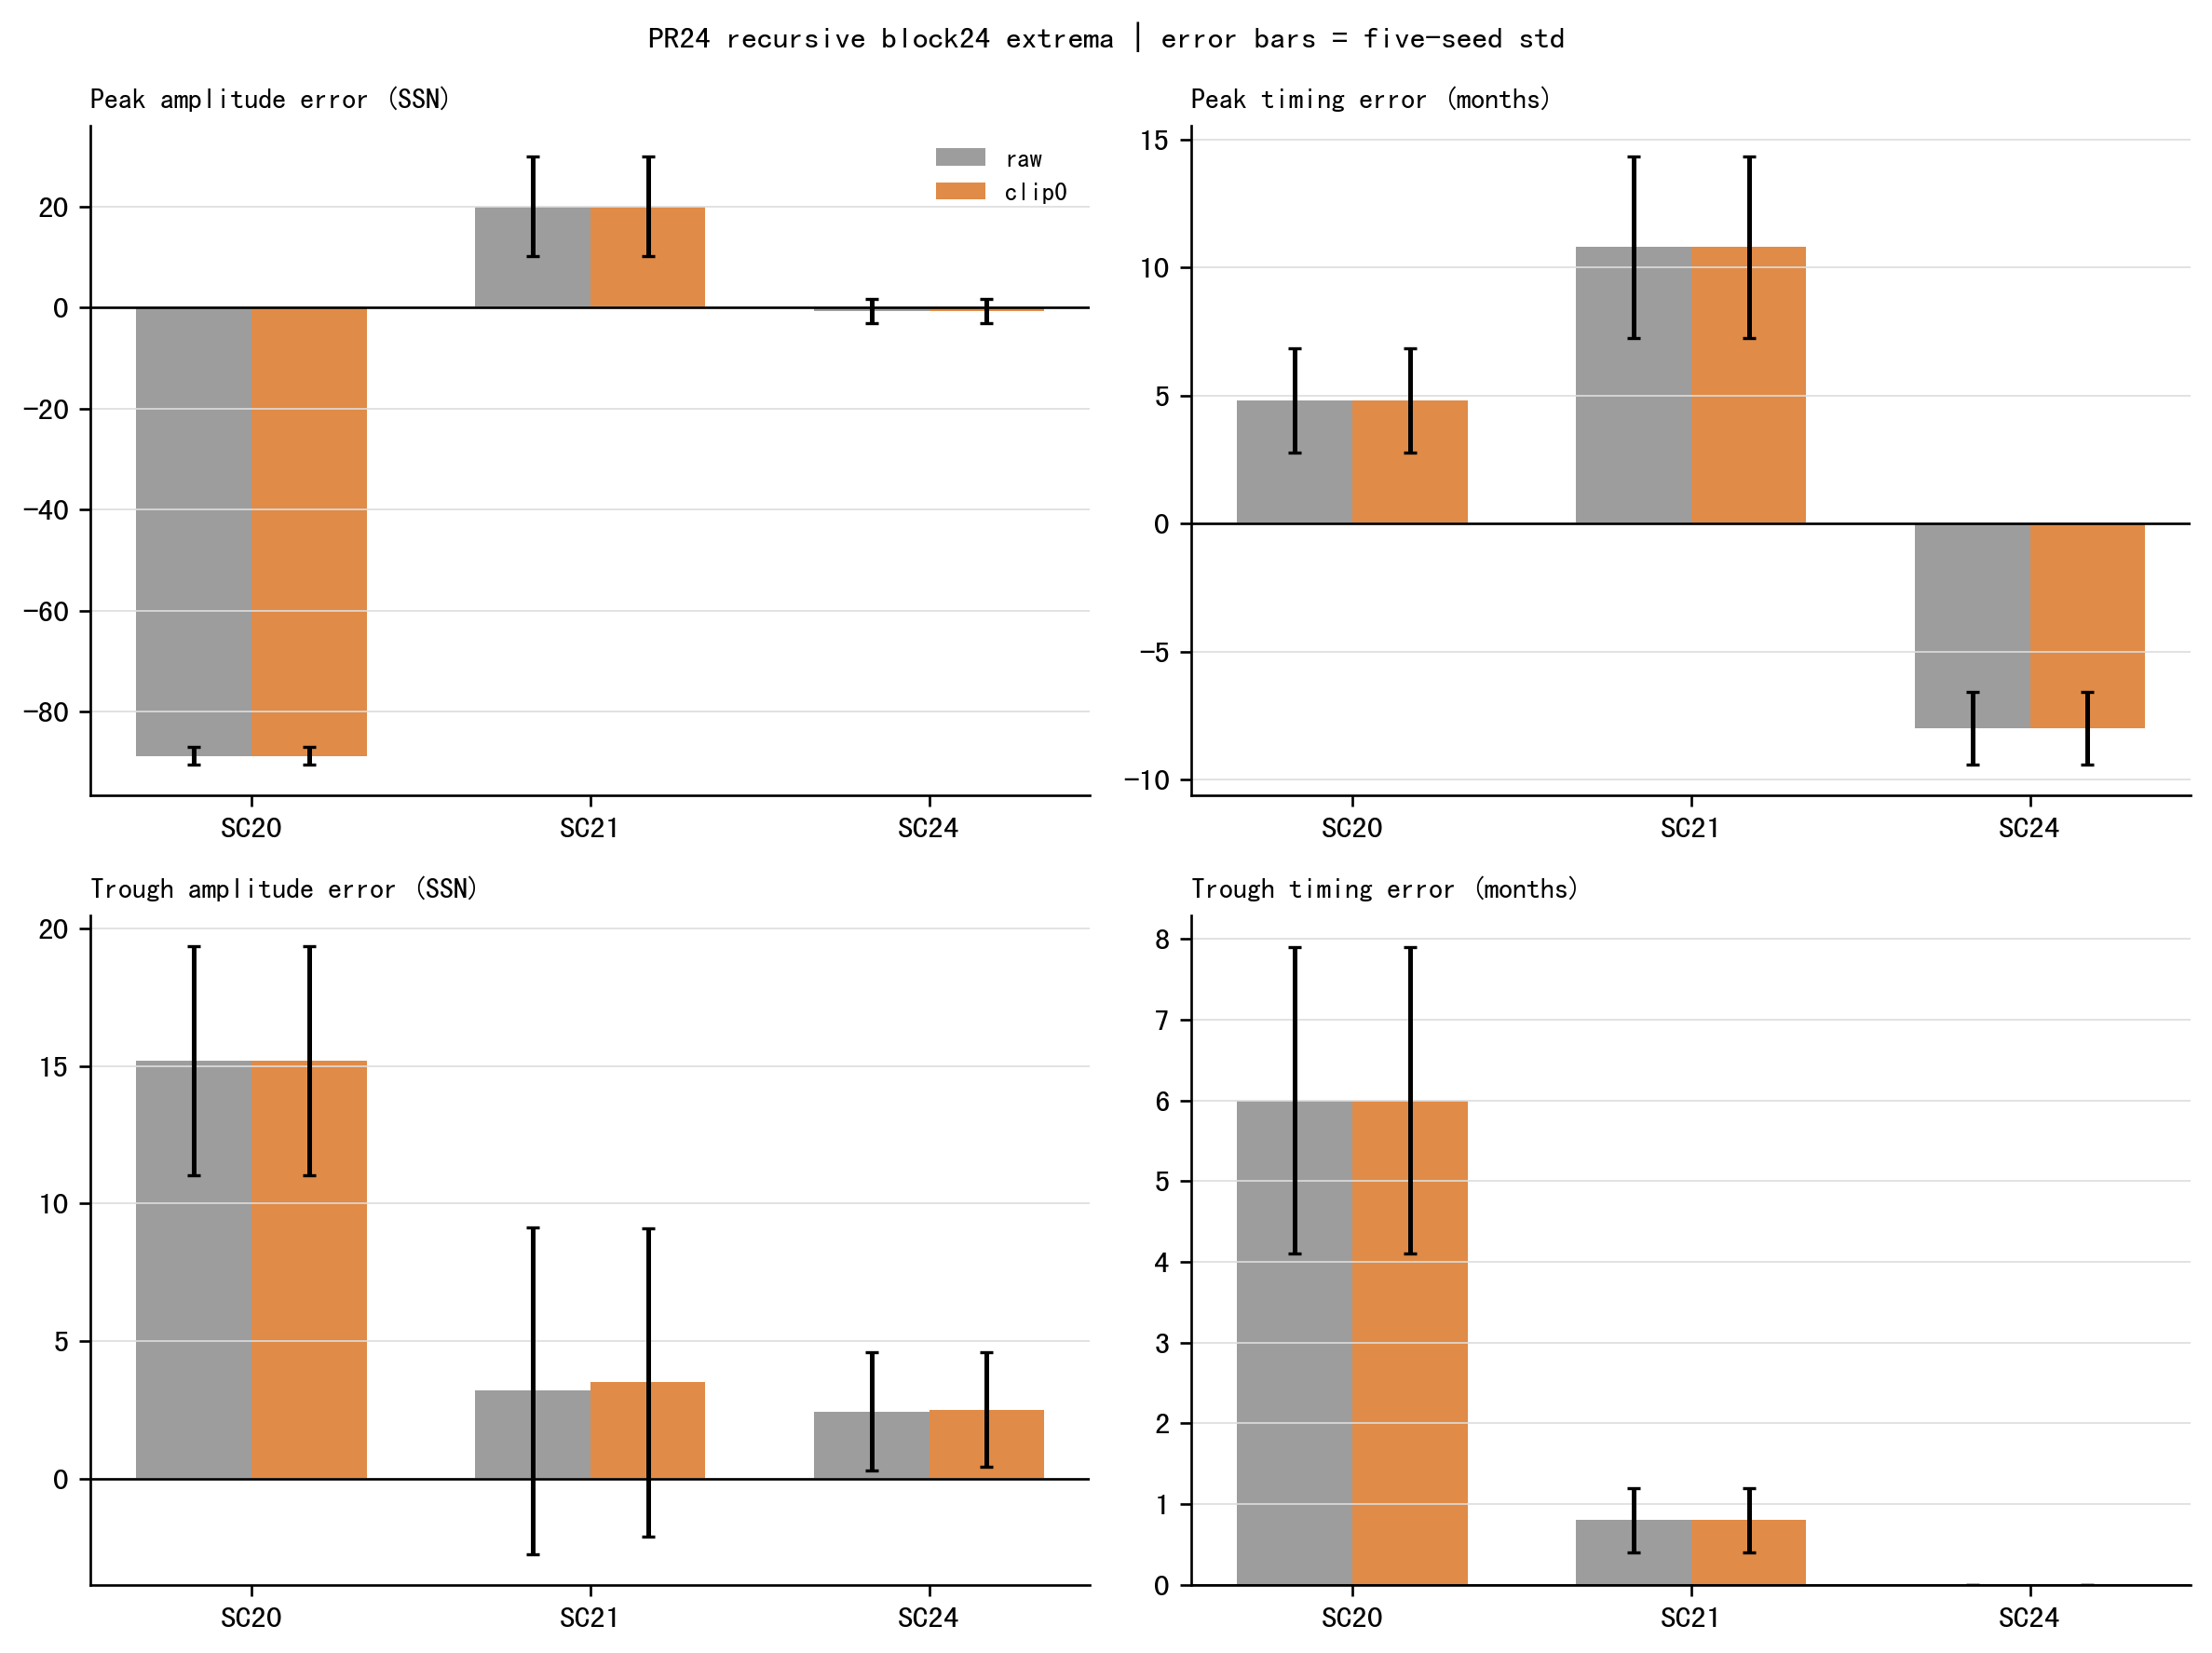 PR24 recursive block24 extrema | error bars = five-seed std
Peak amplitude error (SSN)
raw
clip0
20
0
−20
−40
−60
−80
SC20 SC21 SC24
Peak timing error (months)
15
10
5
0
−5
−10
SC20 SC21 SC24
Trough amplitude error (SSN)
20
15
10
5
0
SC20 SC21 SC24
Trough timing error (months)
8
7
6
5
4
3
2
1
0
SC20 SC21 SC24